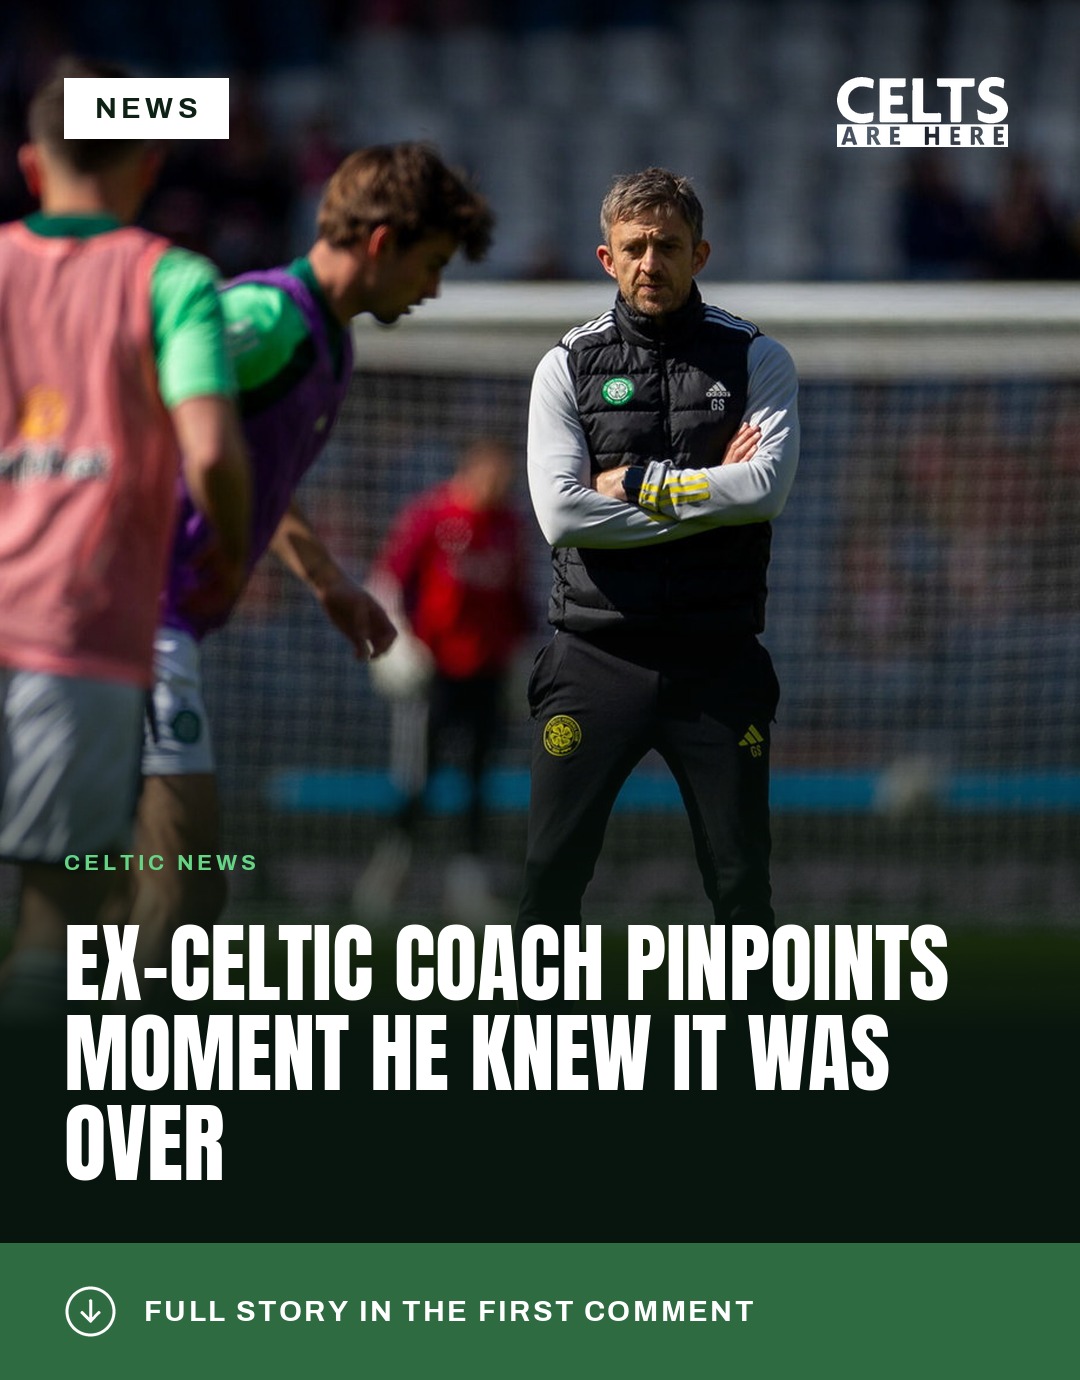 NEWS
CELTS
ARE HERE
adidas
GS
GS
CELTIC NEWS
EX-CELTIC COACH PINPOINTS
MOMENT HE KNEW IT WAS
OVER
FULL STORY IN THE FIRST COMMENT